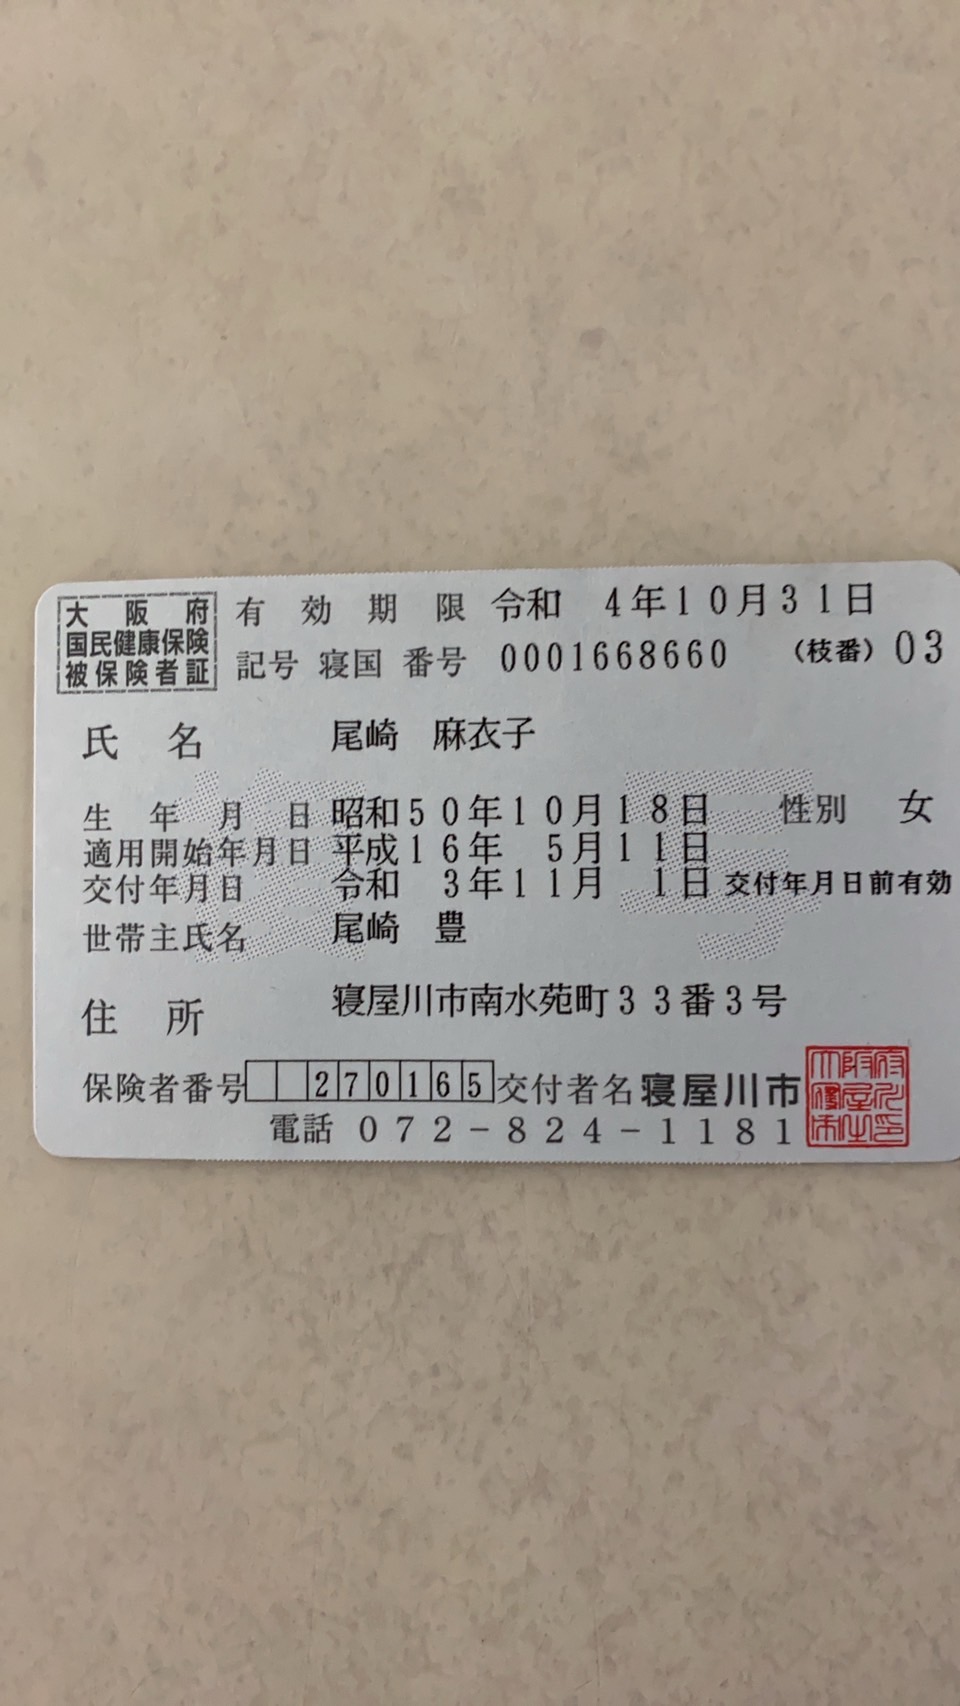 大阪府
国民健康保険
被保険者証
有効期限 令和 4年10月31日
記号 寝国 番号 0001668660 (枝番) 03
氏名 尾崎 麻衣子
生年月日 昭和50年10月18日 性別 女
適用開始年月日 平成16年 5月11日
交付年月日 令和 3年11月 1日 交付年月日前有効
世帯主氏名 尾崎 豊
住所 寝屋川市南水苑町33番3号
保険者番号 270165 交付者名 寝屋川市
電話 072-824-1181